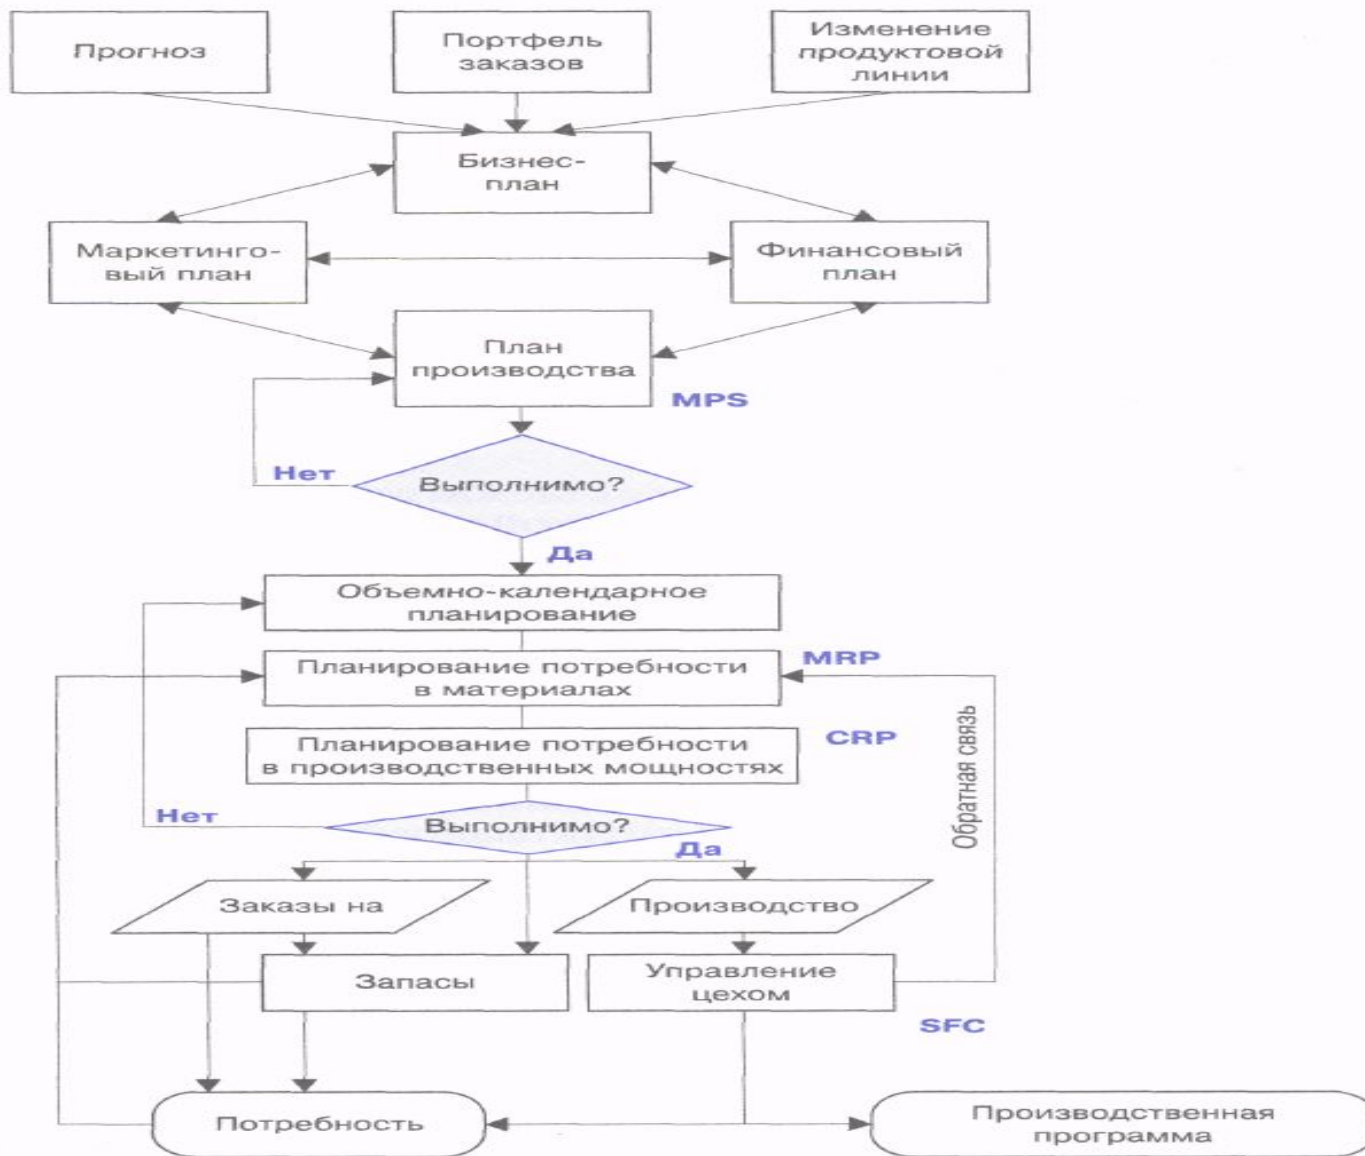 Прогноз
Портфель
заказов
Изменение
продуктовой
линии
Бизнес-
план
Маркетинго-
вый план
Финансовый
план
План
производства
MPS
Нет
Выполнимо?
Да
Объемно-календарное
планирование
Планирование потребности
в материалах
MRP
Планирование потребности
в производственных мощностях
CRP
Обратная связь
Нет
Выполнимо?
Да
Заказы на
Производство
Запасы
Управление
цехом
SFC
Потребность
Производственная
программа